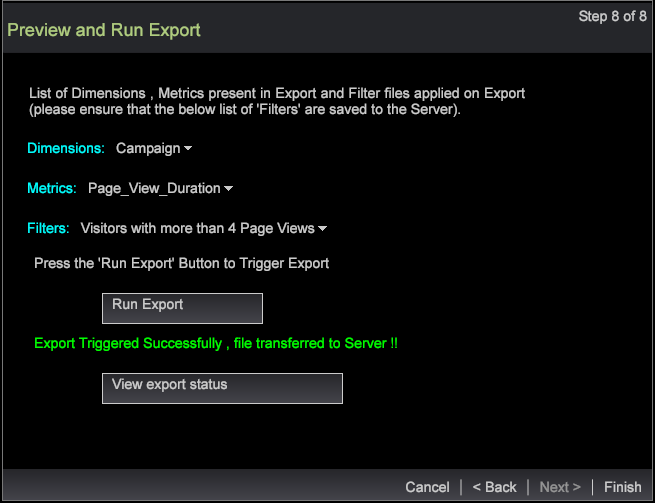 Step 8 of 8
Preview and Run Export
List of Dimensions , Metrics present in Export and Filter files applied on Export
(please ensure that the below list of 'Filters' are saved to the Server).
Dimensions: Campaign
Metrics: Page_View_Duration
Filters: Visitors with more than 4 Page Views
Press the 'Run Export' Button to Trigger Export
Run Export
Export Triggered Successfully , file transferred to Server !!
View export status
Cancel | < Back | Next > | Finish